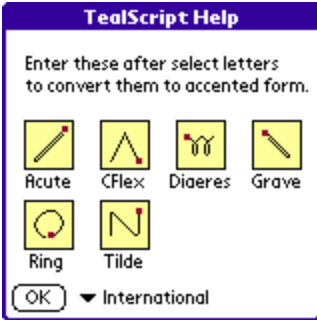 TealScript Help
Enter these after select letters
to convert them to accented form.
Acute CFlex Diaeres Grave
Ring Tilde
OK International